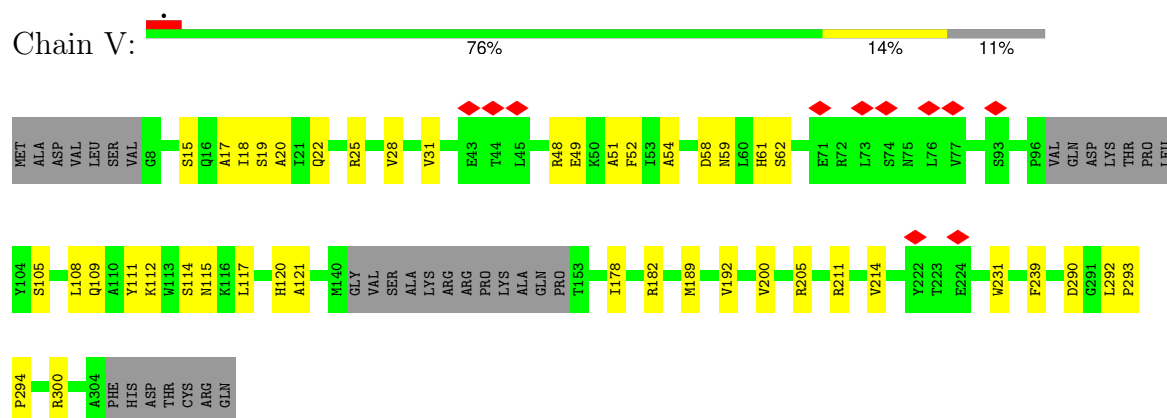 Chain V:
76% 14% 11%
MET ALA ASP VAL LEU SER VAL G8 S15 Q16 A17 I18 S19 A20 I21 Q22 R25 V28 V31 E43 T44 L45 R48 E49 K50 A51 F52 I53 A54 D58 N59 L60 H61 S62 E71 R72 L73 S74 N75 L76 V77 S93 P96 VAL GLN ASP LYS THR PRO LEU
Y104 S105 L108 Q109 A110 Y111 K112 W113 S114 N115 K116 L117 H120 A121 M140 GLY VAL SER ALA LYS ARG ARG PRO LYS ALA GLN PRO T153 I178 R182 M189 V192 V200 R205 R211 V214 Y222 T223 E224 W231 F239 D290 G291 L292 P293
P294 R300 A304 PHE HIS ASP THR CYS ARG GLN